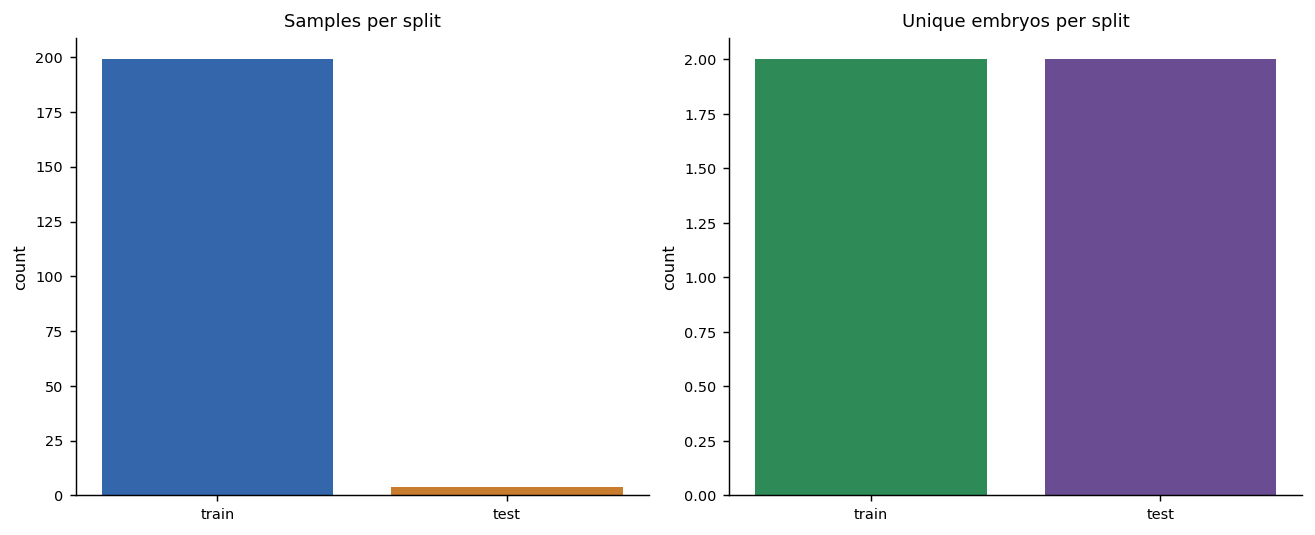 Samples per split
count
200
175
150
125
100
75
50
25
0
train
test
Unique embryos per split
count
2.00
1.75
1.50
1.25
1.00
0.75
0.50
0.25
0.00
train
test